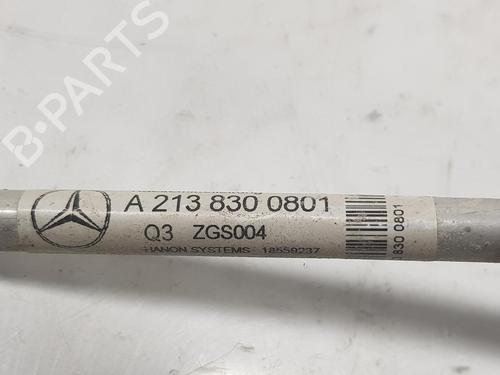 A 213 830 0801
Q3 ZGS004
HANON SYSTEMS 18559237
830 0801
B-PARTS